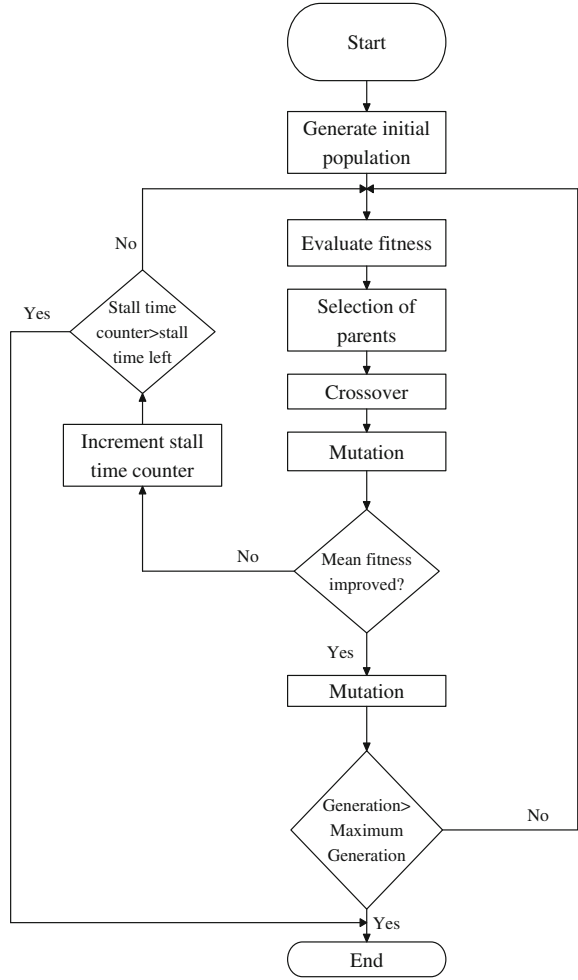 Start
Generate initial
population
No
Evaluate fitness
Yes
Stall time
counter>stall
time left
Selection of
parents
Crossover
Increment stall
time counter
Mutation
No
Mean fitness
improved?
Yes
Mutation
Generation>
Maximum
Generation
No
Yes
End